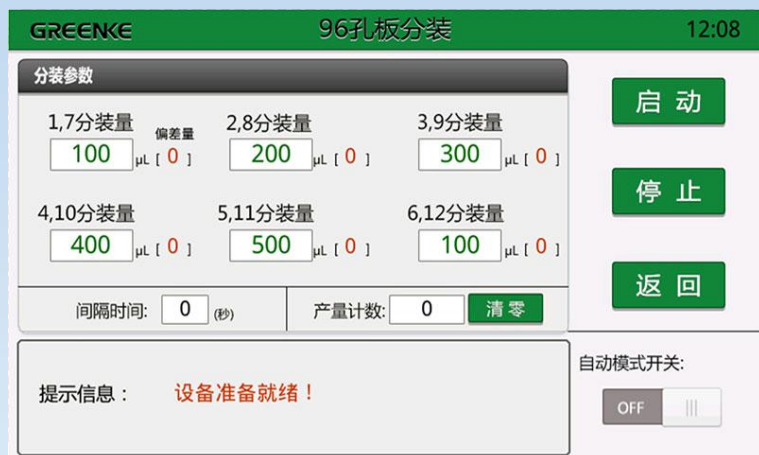 GREENKE 96孔板分装 12:08
分装参数
启动
1,7分装量 偏差量 2,8分装量 3,9分装量
100 μL [ 0 ] 200 μL [ 0 ] 300 μL [ 0 ]
停止
4,10分装量 5,11分装量 6,12分装量
400 μL [ 0 ] 500 μL [ 0 ] 100 μL [ 0 ]
返回
间隔时间: 0 (秒) 产量计数: 0 清零
自动模式开关:
提示信息： 设备准备就绪！
OFF